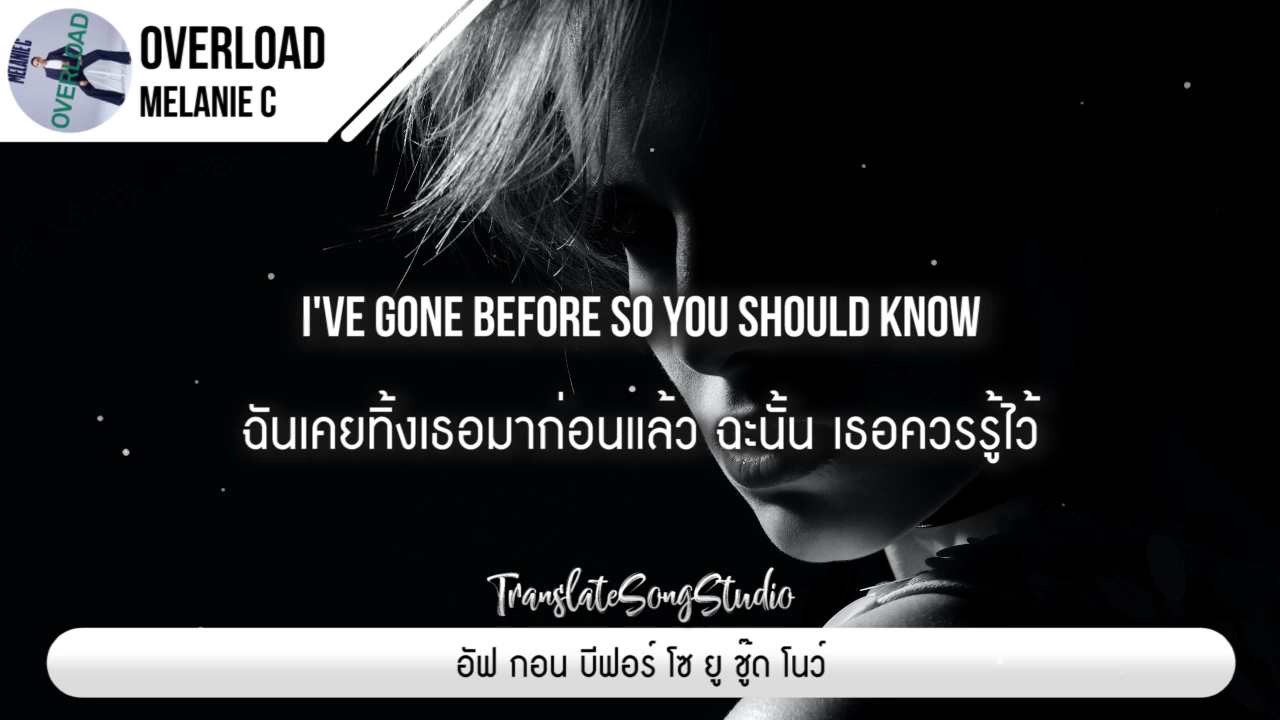 OVERLOAD
MELANIE C
MELANIE C
OVERLOAD
I'VE GONE BEFORE SO YOU SHOULD KNOW
ฉันเคยทิ้งเธอมาก่อนแล้ว ฉะนั้น เธอควรรรู้ไว้
TranslateSongStudio
อัฟ กอน บีฟอร์ โซ ยู ชู๊ด โนว์